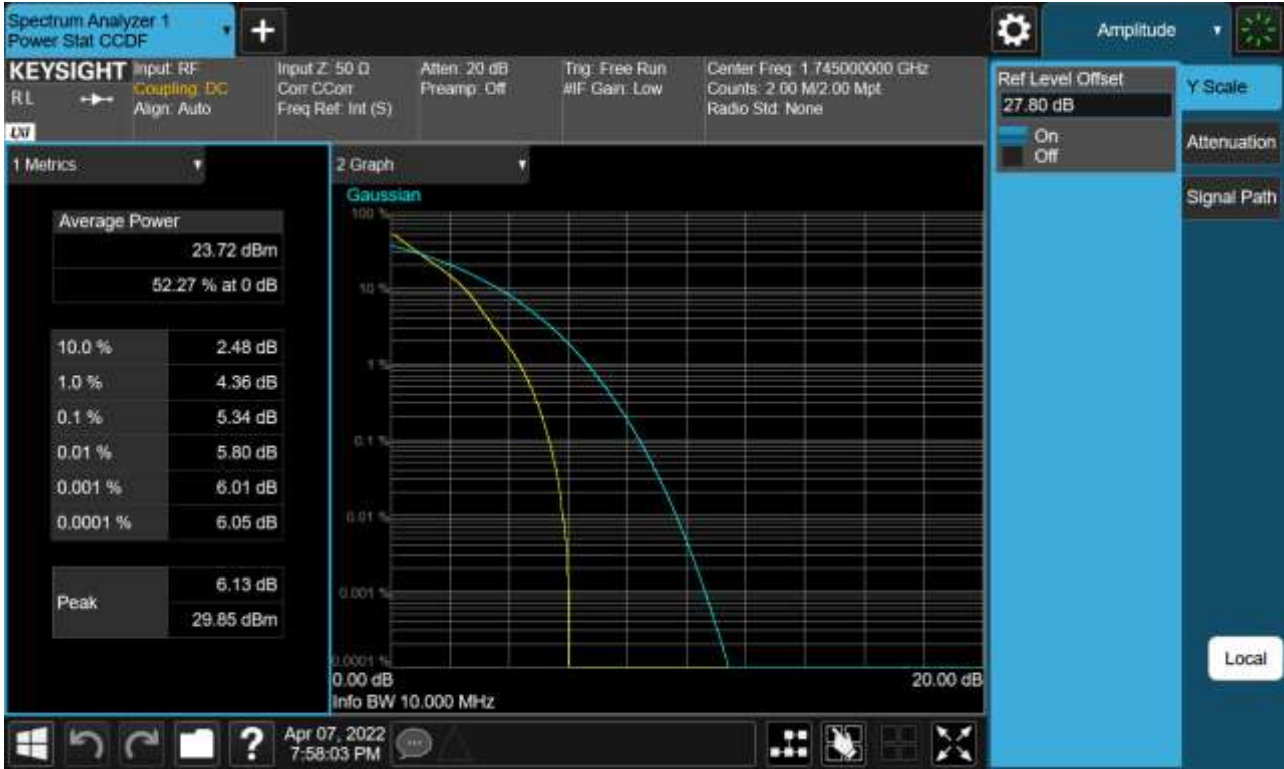 Spectrum Analyzer 1
Power Stat CCDF
+
Amplitude
KEYSIGHT
RL
LXI
Input: RF
Coupling: DC
Align: Auto
Input Z: 50 Ω
Corr CCorr
Freq Ref: Int (S)
Atten: 20 dB
Preamp: Off
Trig: Free Run
#IF Gain: Low
Center Freq: 1.745000000 GHz
Counts: 2.00 M/2.00 Mpt
Radio Std: None
Ref Level Offset
27.80 dB
On
Off
Y Scale
Attenuation
Signal Path
Local
1 Metrics
Average Power
23.72 dBm
52.27 % at 0 dB
10.0 % 2.48 dB
1.0 % 4.36 dB
0.1 % 5.34 dB
0.01 % 5.80 dB
0.001 % 6.01 dB
0.0001 % 6.05 dB
Peak
6.13 dB
29.85 dBm
2 Graph
Gaussian
100 %
10 %
1 %
0.1 %
0.01 %
0.001 %
0.0001 %
0.00 dB 20.00 dB
Info BW 10.000 MHz
?
Apr 07, 2022
7:58:03 PM